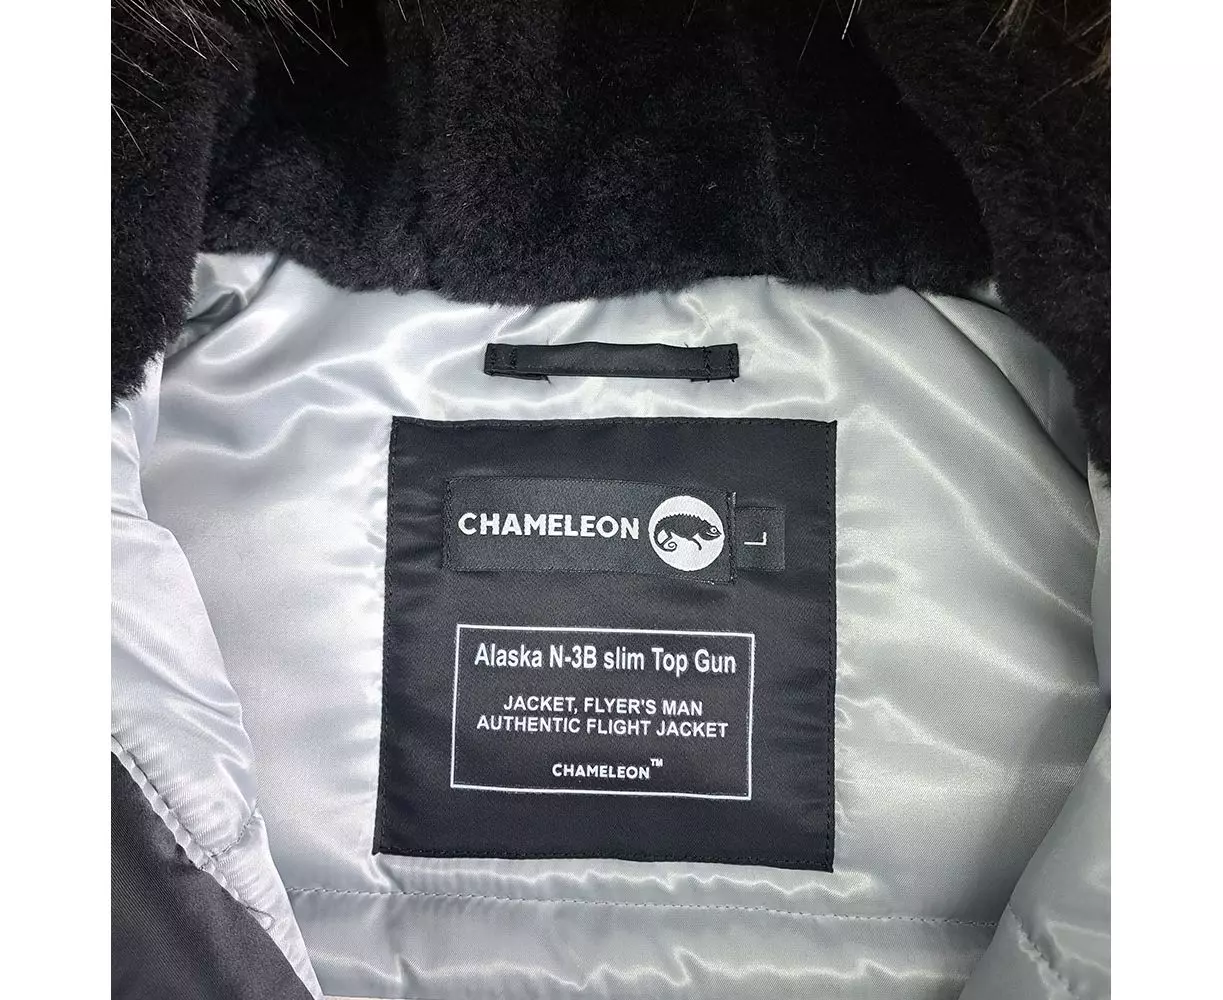 CHAMELEON
L
Alaska N-3B slim Top Gun
JACKET, FLYER'S MAN
AUTHENTIC FLIGHT JACKET
CHAMELEON™